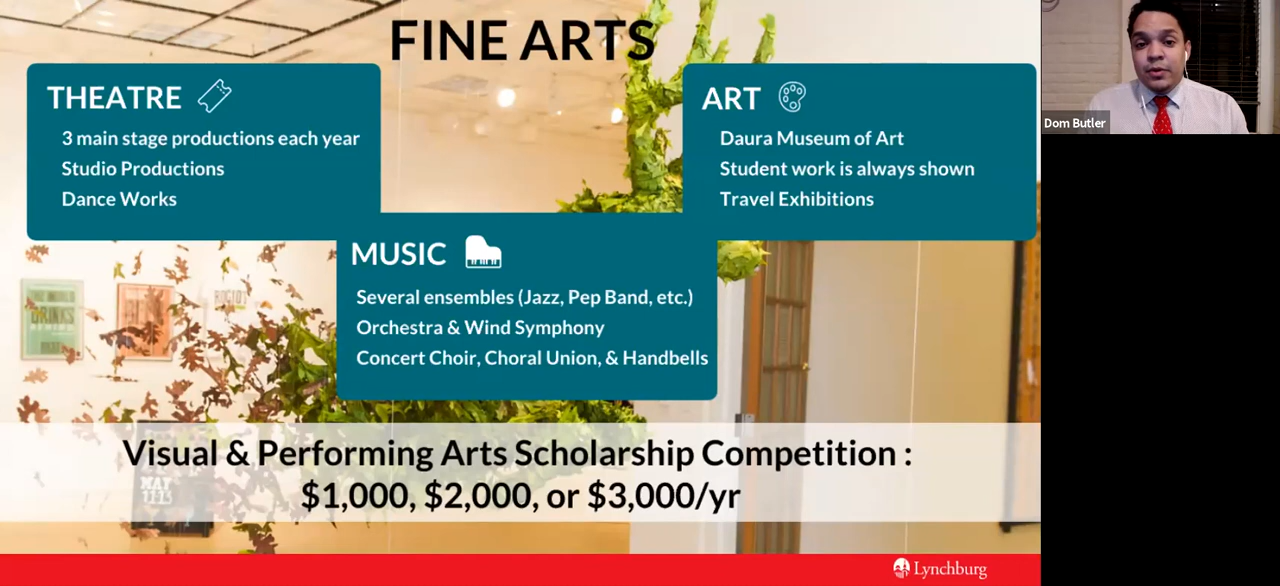 FINE ARTS
THEATRE
3 main stage productions each year
Studio Productions
Dance Works
ART
Daura Museum of Art
Student work is always shown
Travel Exhibitions
MUSIC
Several ensembles (Jazz, Pep Band, etc.)
Orchestra & Wind Symphony
Concert Choir, Choral Union, & Handbells
DRINKS
MAY
Visual & Performing Arts Scholarship Competition :
$1,000, $2,000, or $3,000/yr
Lynchburg
Dom Butler